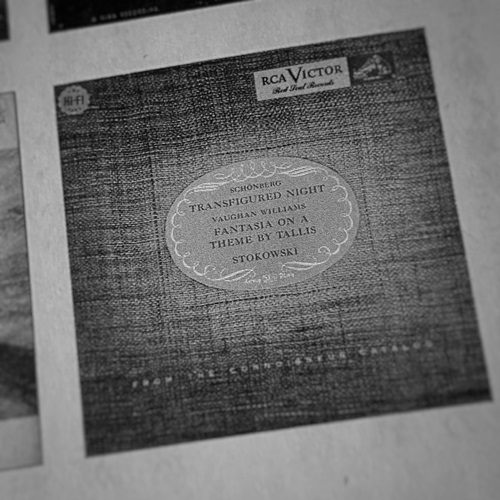 HI-FI
RCA VICTOR
Red Seal Records
SCHÖNBERG
TRANSFIGURED NIGHT
VAUGHAN WILLIAMS
FANTASIA ON A
THEME BY TALLIS
STOKOWSKI
FROM THE CONNOISSEUR CATALOG